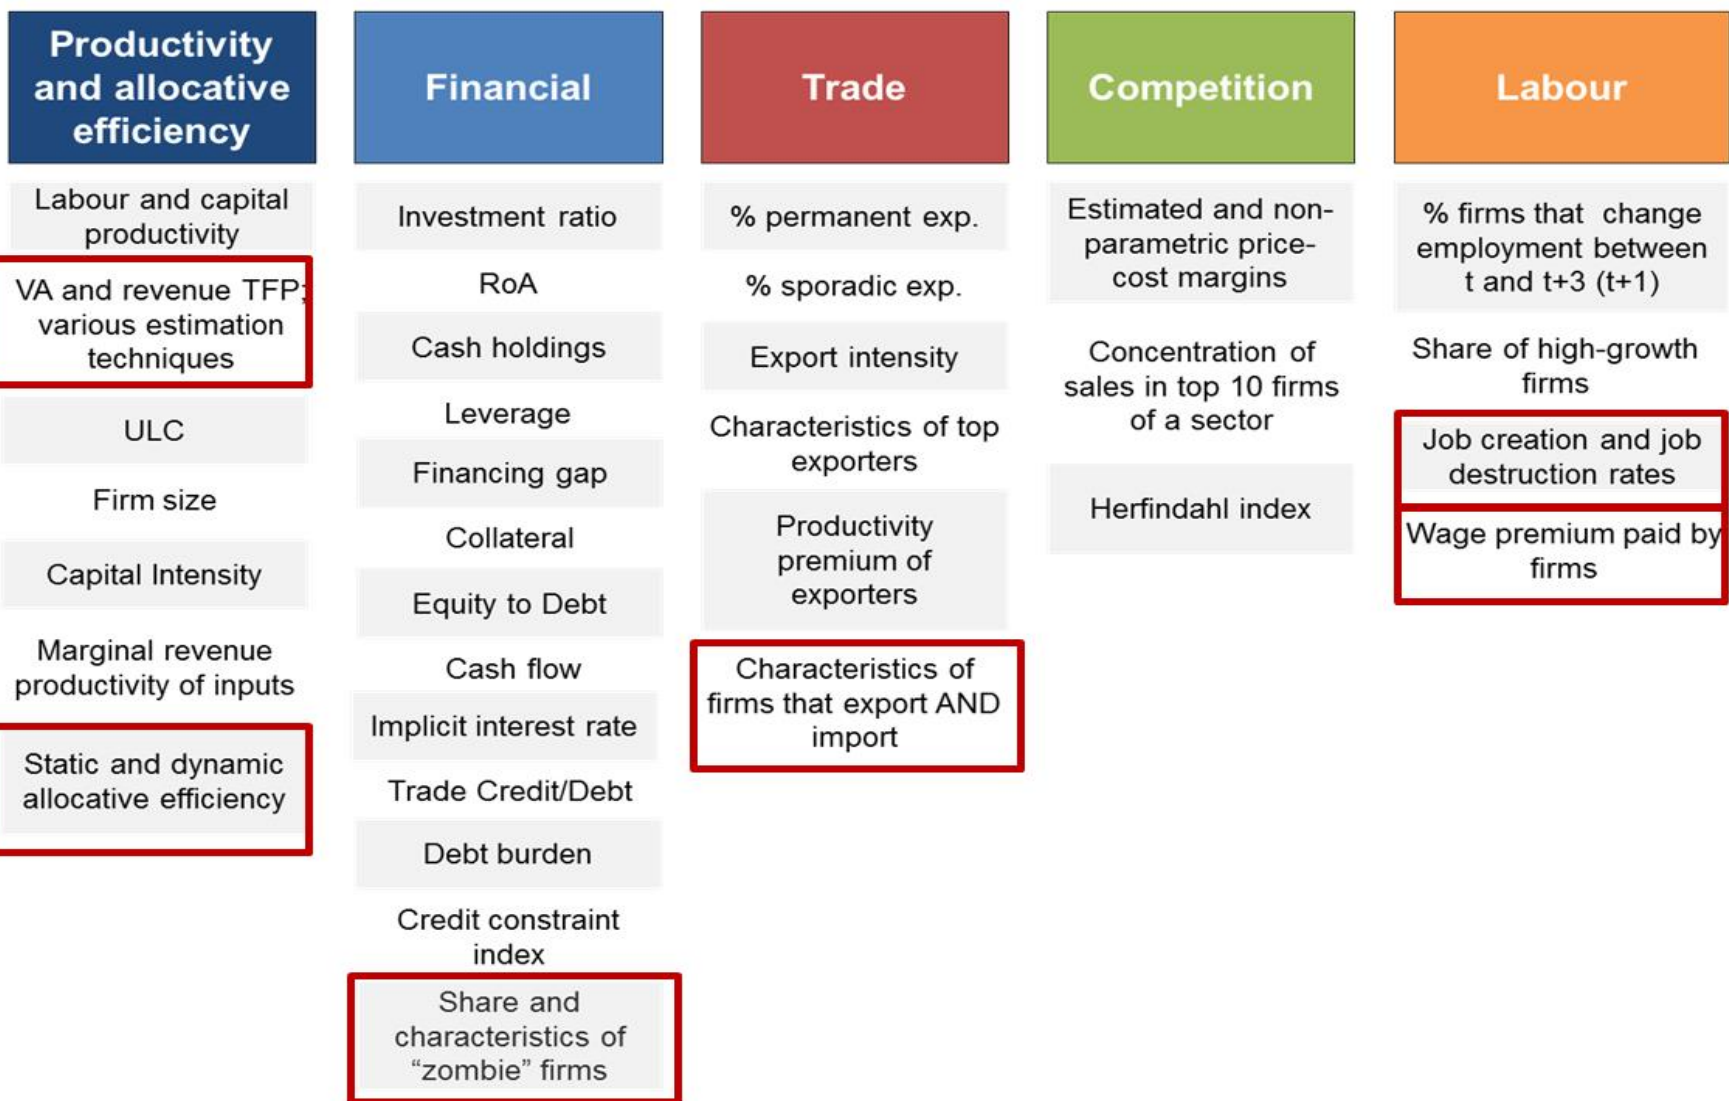 Productivity
and allocative
efficiency
Labour and capital
productivity
VA and revenue TFP;
various estimation
techniques
ULC
Firm size
Capital Intensity
Marginal revenue
productivity of inputs
Static and dynamic
allocative efficiency
Financial
Investment ratio
RoA
Cash holdings
Leverage
Financing gap
Collateral
Equity to Debt
Cash flow
Implicit interest rate
Trade Credit/Debt
Debt burden
Credit constraint
index
Share and
characteristics of
“zombie” firms
Trade
% permanent exp.
% sporadic exp.
Export intensity
Characteristics of top
exporters
Productivity
premium of
exporters
Characteristics of
firms that export AND
import
Competition
Estimated and non-
parametric price-
cost margins
Concentration of
sales in top 10 firms
of a sector
Herfindahl index
Labour
% firms that change
employment between
t and t+3 (t+1)
Share of high-growth
firms
Job creation and job
destruction rates
Wage premium paid by
firms